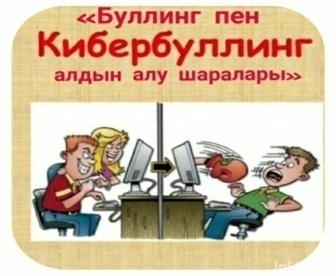 «Буллинг пен
Кибербуллинг
алдын алу шаралары»